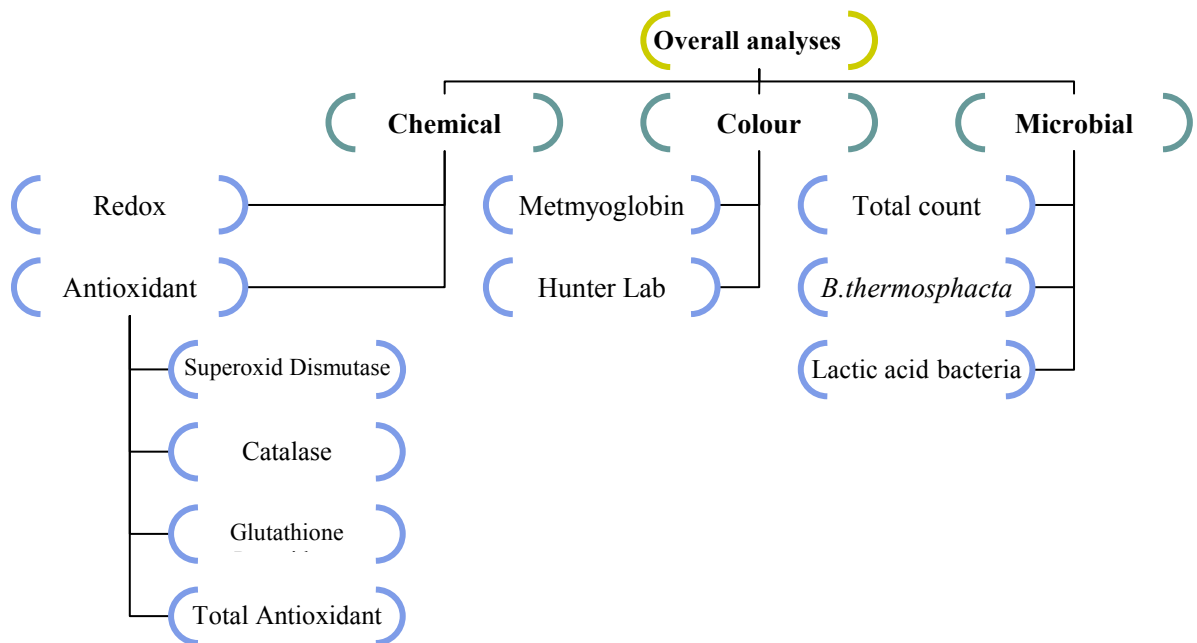 Overall analyses
Chemical
Colour
Microbial
Redox
Metmyoglobin
Total count
Antioxidant
Hunter Lab
B.thermosphacta
Superoxid Dismutase
Lactic acid bacteria
Catalase
Glutathione
Total Antioxidant